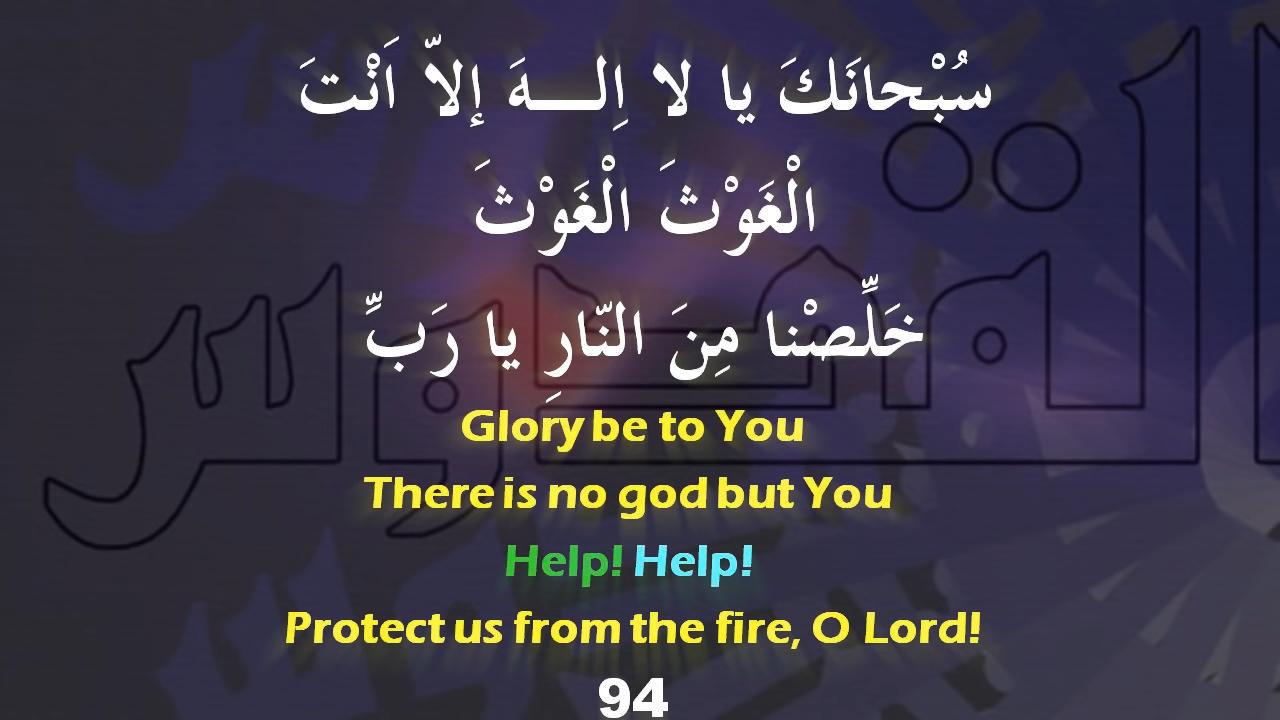 سُبْحانَكَ يا لا اِلـــهَ إلاّ اَنْتَ
الْغَوْثَ الْغَوْثَ
خَلِّصْنا مِنَ النّارِ يا رَبِّ
Glory be to You
There is no god but You
Help! Help!
Protect us from the fire, O Lord!
94
القدوس